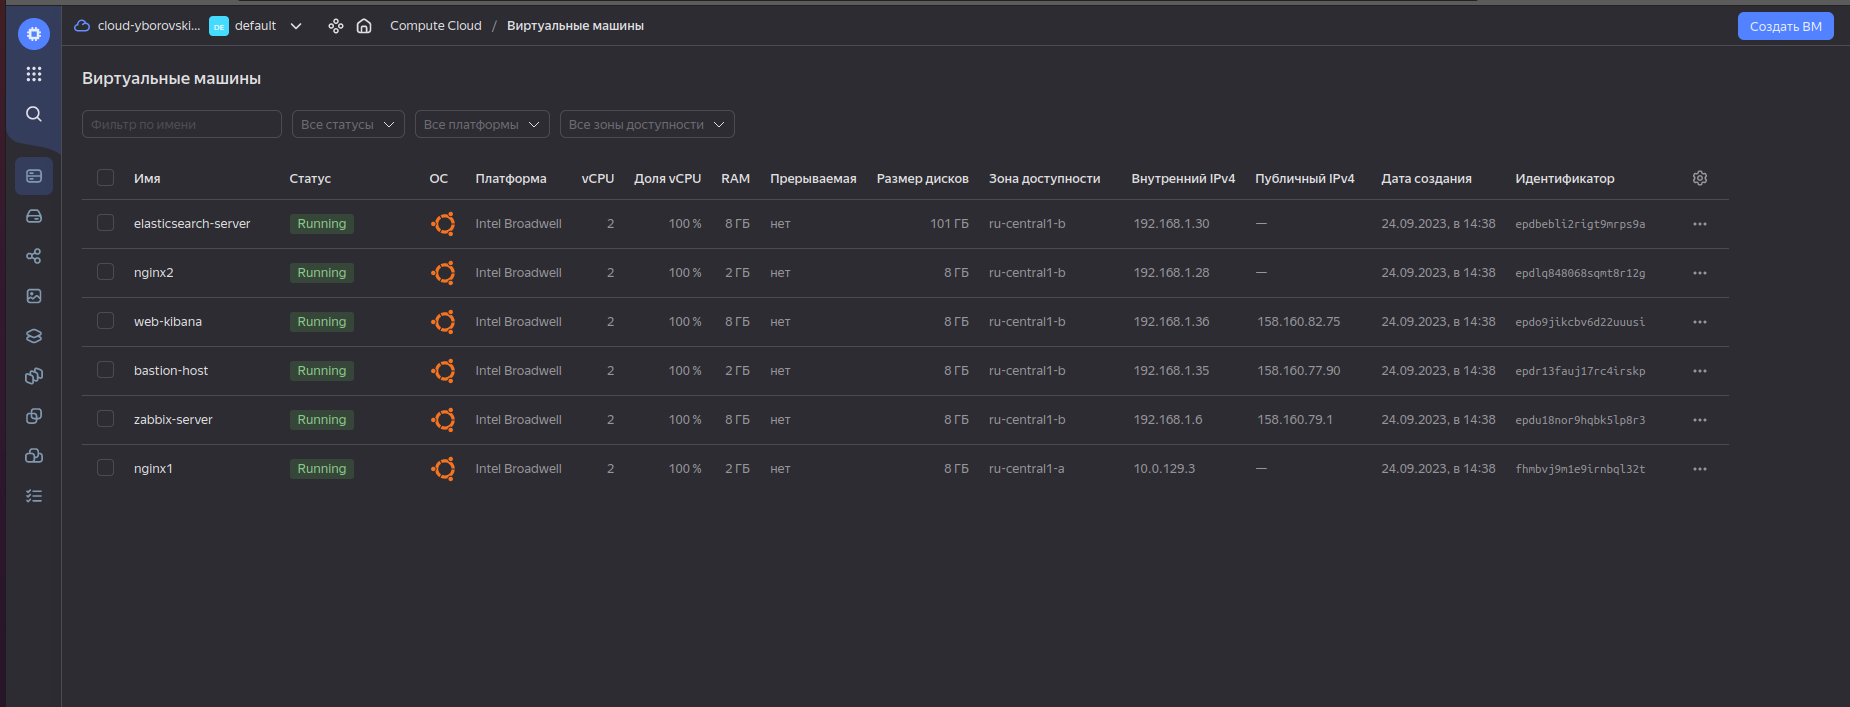 cloud-yborovski... DE default Compute Cloud / Виртуальные машины Создать ВМ
Виртуальные машины
Фильтр по имени Все статусы Все платформы Все зоны доступности
Имя Статус ОС Платформа vCPU Доля vCPU RAM Прерываемая Размер дисков Зона доступности Внутренний IPv4 Публичный IPv4 Дата создания Идентификатор
elasticsearch-server Running Intel Broadwell 2 100 % 8 ГБ нет 101 ГБ ru-central1-b 192.168.1.30 — 24.09.2023, в 14:38 epdbebli2rigt9mrps9a
nginx2 Running Intel Broadwell 2 100 % 2 ГБ нет 8 ГБ ru-central1-b 192.168.1.28 — 24.09.2023, в 14:38 epdlq848068sqmt8r12g
web-kibana Running Intel Broadwell 2 100 % 8 ГБ нет 8 ГБ ru-central1-b 192.168.1.36 158.160.82.75 24.09.2023, в 14:38 epdo9jikcbv6d22uuusi
bastion-host Running Intel Broadwell 2 100 % 2 ГБ нет 8 ГБ ru-central1-b 192.168.1.35 158.160.77.90 24.09.2023, в 14:38 epdr13fauj17rc4irskp
zabbix-server Running Intel Broadwell 2 100 % 8 ГБ нет 8 ГБ ru-central1-b 192.168.1.6 158.160.79.1 24.09.2023, в 14:38 epdu18nor9hqbk5lp8r3
nginx1 Running Intel Broadwell 2 100 % 2 ГБ нет 8 ГБ ru-central1-a 10.0.129.3 — 24.09.2023, в 14:38 fhmbvj9m1e9irnbql32t